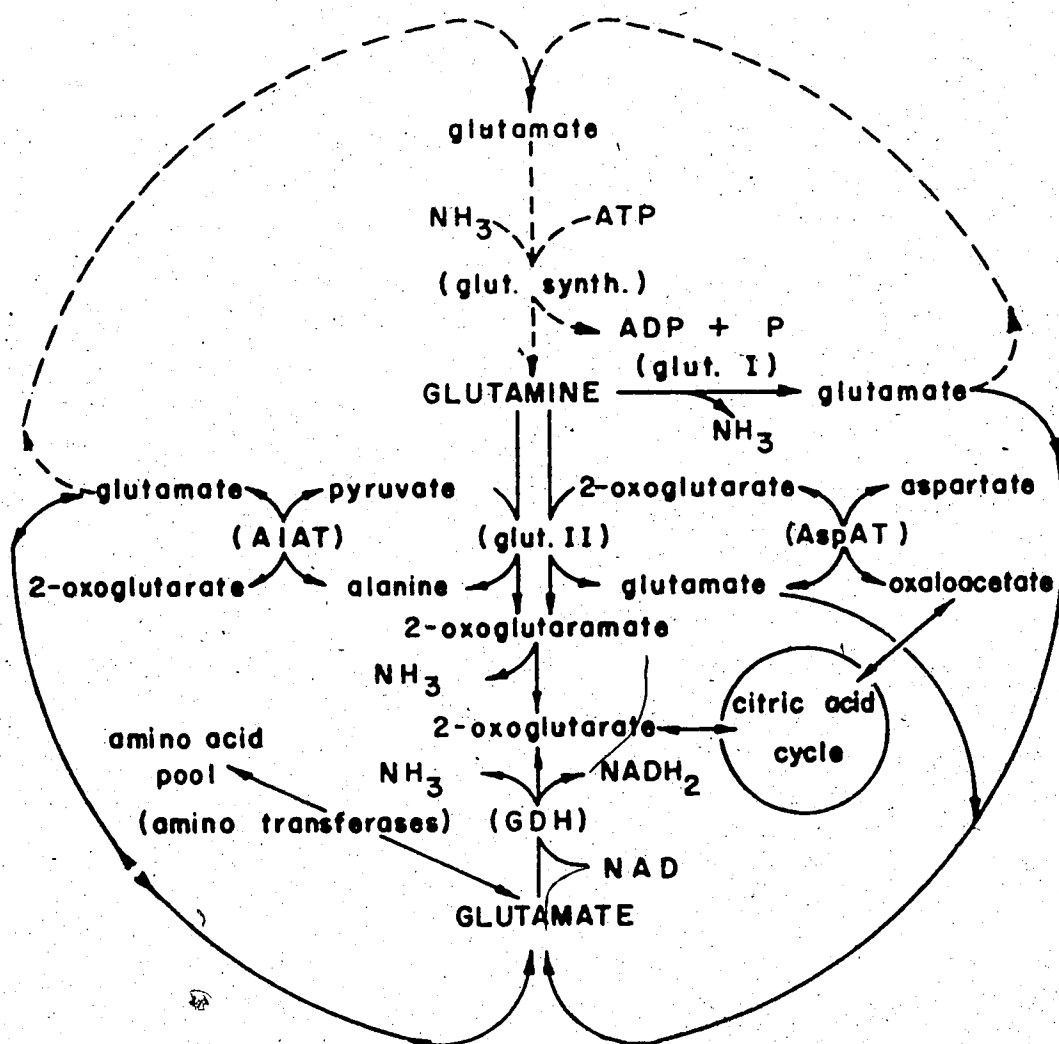 glutamate
NH3 ATP
(glut. synth.)
ADP + P
(glut. I)
GLUTAMINE glutamate
NH3
glutamate pyruvate 2-oxoglutarate aspartate
(AlAT) (glut. II) (AspAT)
2-oxoglutarate alanine glutamate oxaloacetate
2-oxoglutaramate
NH3
citric acid
2-oxoglutarate
cycle
amino acid
pool
NH3 NADH2
(amino transferases) (GDH)
NAD
GLUTAMATE